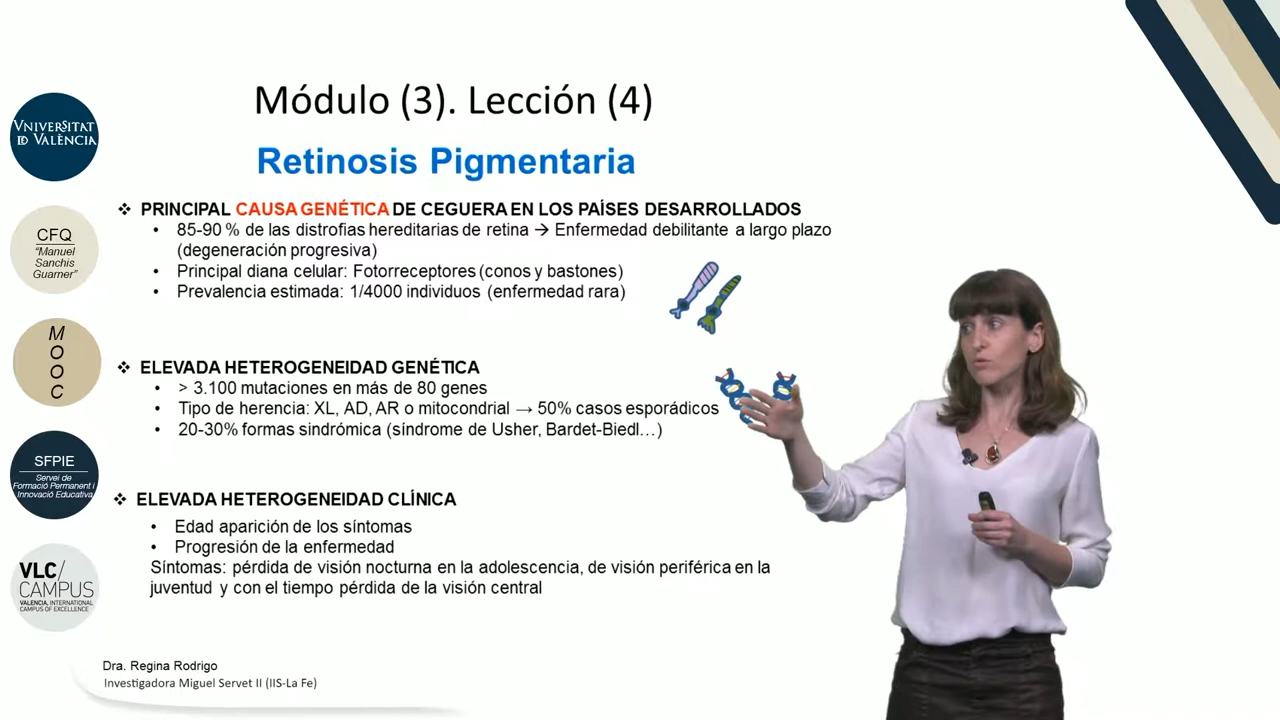 Módulo (3). Lección (4)
Retinosis Pigmentaria
❖ PRINCIPAL CAUSA GENÉTICA DE CEGUERA EN LOS PAÍSES DESARROLLADOS
• 85-90 % de las distrofias hereditarias de retina → Enfermedad debilitante a largo plazo
(degeneración progresiva)
• Principal diana celular: Fotorreceptores (conos y bastones)
• Prevalencia estimada: 1/4000 individuos (enfermedad rara)
❖ ELEVADA HETEROGENEIDAD GENÉTICA
• > 3.100 mutaciones en más de 80 genes
• Tipo de herencia: XL, AD, AR o mitocondrial → 50% casos esporádicos
• 20-30% formas sindrómica (síndrome de Usher, Bardet-Biedl…)
❖ ELEVADA HETEROGENEIDAD CLÍNICA
• Edad aparición de los síntomas
• Progresión de la enfermedad
Síntomas: pérdida de visión nocturna en la adolescencia, de visión periférica en la
juventud y con el tiempo pérdida de la visión central
Dra. Regina Rodrigo
Investigadora Miguel Servet II (IIS-La Fe)
VNIVERSITAT
ID VALÈNCIA
CFQ
"Manuel
Sanchis
Guarner"
M
O
O
C
SFPIE
Servei de
Formació Permanent i
Innovació Educativa
VLC/
CAMPUS
VALENCIA, INTERNATIONAL
CAMPUS OF EXCELLENCE